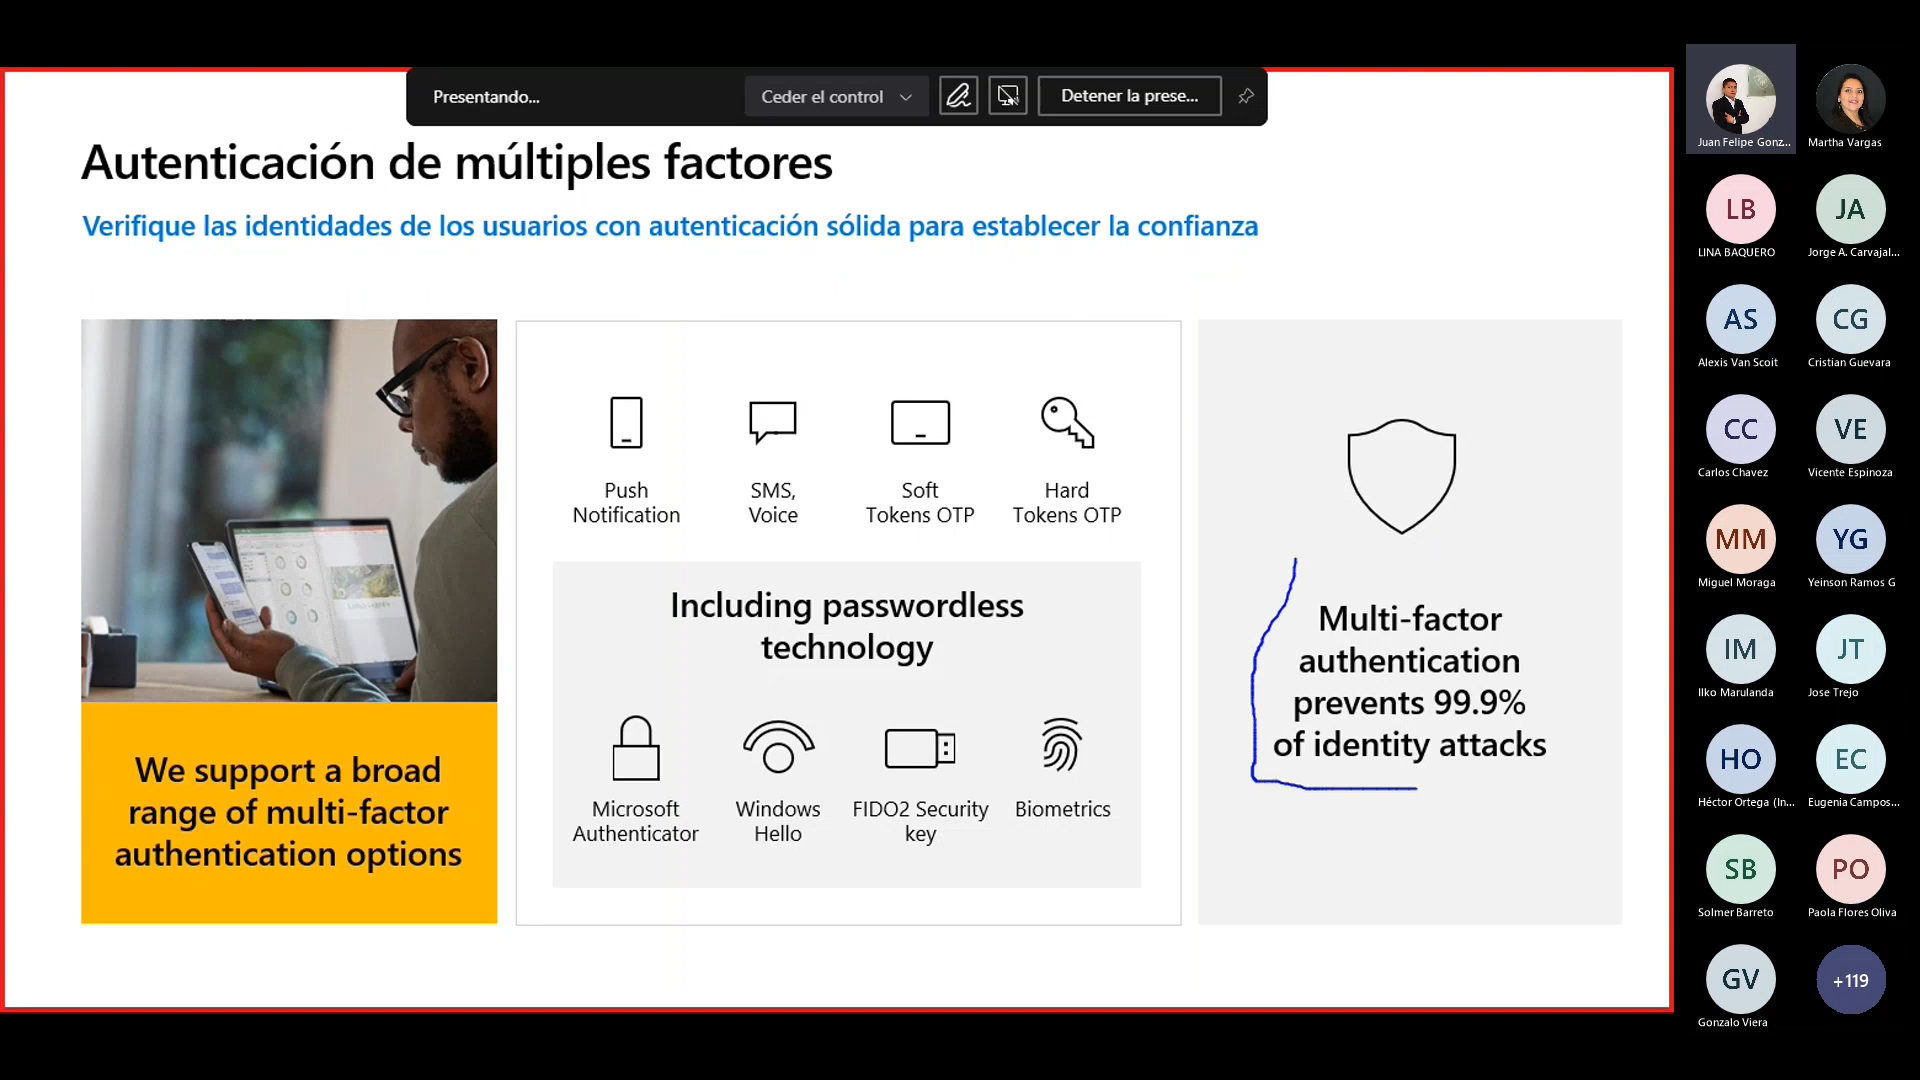 Presentando...
Ceder el control
Detener la prese...
Autenticación de múltiples factores
Verifique las identidades de los usuarios con autenticación sólida para establecer la confianza
We support a broad
range of multi-factor
authentication options
Push
Notification
SMS,
Voice
Soft
Tokens OTP
Hard
Tokens OTP
Including passwordless
technology
Microsoft
Authenticator
Windows
Hello
FIDO2 Security
key
Biometrics
Multi-factor
authentication
prevents 99.9%
of identity attacks
Juan Felipe Gonz...
Martha Vargas
LB
LINA BAQUERO
JA
Jorge A. Carvajal...
AS
Alexis Van Scoit
CG
Cristian Guevara
CC
Carlos Chavez
VE
Vicente Espinoza
MM
Miguel Moraga
YG
Yeinson Ramos G
IM
Ilko Marulanda
JT
Jose Trejo
HO
Héctor Ortega (In...
EC
Eugenia Campos...
SB
Solmer Barreto
PO
Paola Flores Oliva
GV
Gonzalo Viera
+119